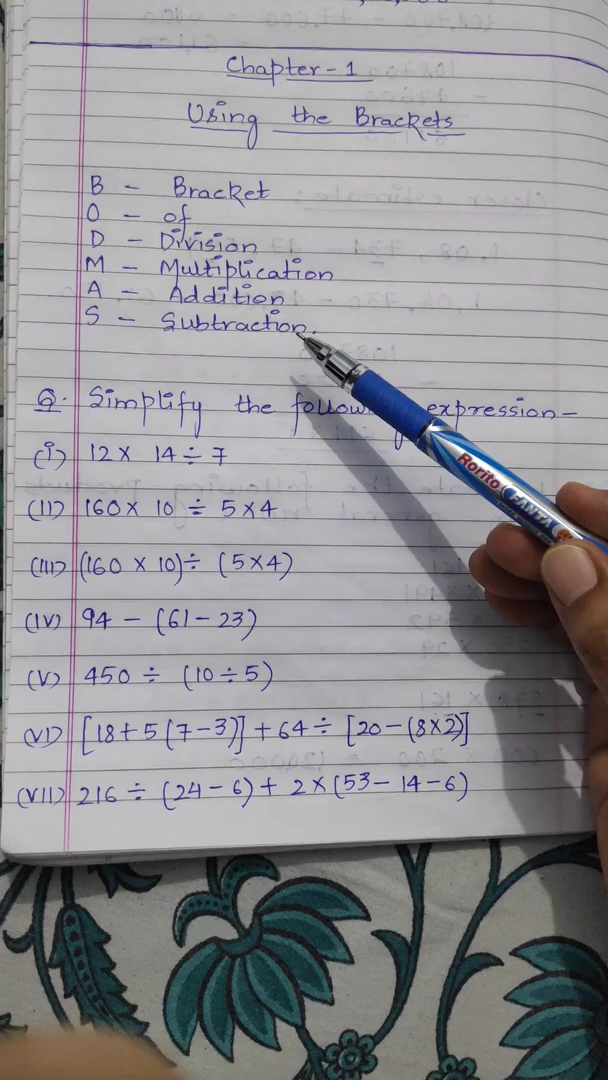 Chapter - 1
Using the Brackets
B - Bracket
O - of
D - Division
M - Multiplication
A - Addition
S - Subtraction.
Q. Simplify the following expression -
(i) 12 × 14 ÷ 7
(II) 160 × 10 ÷ 5 × 4
(III) (160 × 10) ÷ (5 × 4)
(IV) 94 - (61 - 23)
(V) 450 ÷ (10 ÷ 5)
(VI) [18 + 5 (7 - 3)] + 64 ÷ [20 - (8 × 2)]
(VII) 216 ÷ (24 - 6) + 2 × (53 - 14 - 6)
Rorito